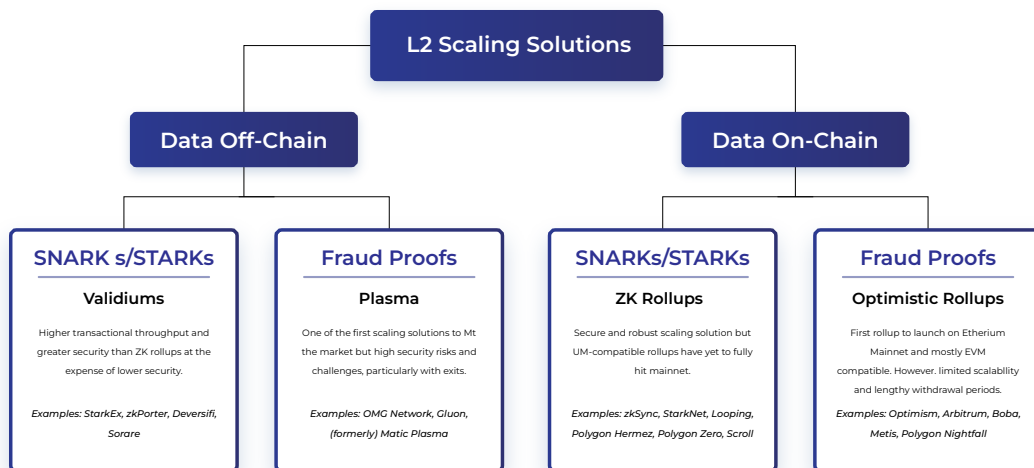 L2 Scaling Solutions
Data Off-Chain
Data On-Chain
SNARK s/STARKs
Validiums
Higher transactional throughput and
greater security than ZK rollups at the
expense of lower security.
Examples: StarkEx, zkPorter, Deversifi,
Sorare
Fraud Proofs
Plasma
One of the first scaling solutions to Mt
the market but high security risks and
challenges, particularly with exits.
Examples: OMG Network, Gluon,
(formerly) Matic Plasma
SNARKs/STARKs
ZK Rollups
Secure and robust scaling solution but
UM-compatible rollups have yet to fully
hit mainnet.
Examples: zkSync, StarkNet, Looping,
Polygon Hermez, Polygon Zero, Scroll
Fraud Proofs
Optimistic Rollups
First rollup to launch on Etherium
Mainnet and mostly EVM
compatible. However. limited scalabllity
and lengthy withdrawal periods.
Examples: Optimism, Arbitrum, Boba,
Metis, Polygon Nightfall